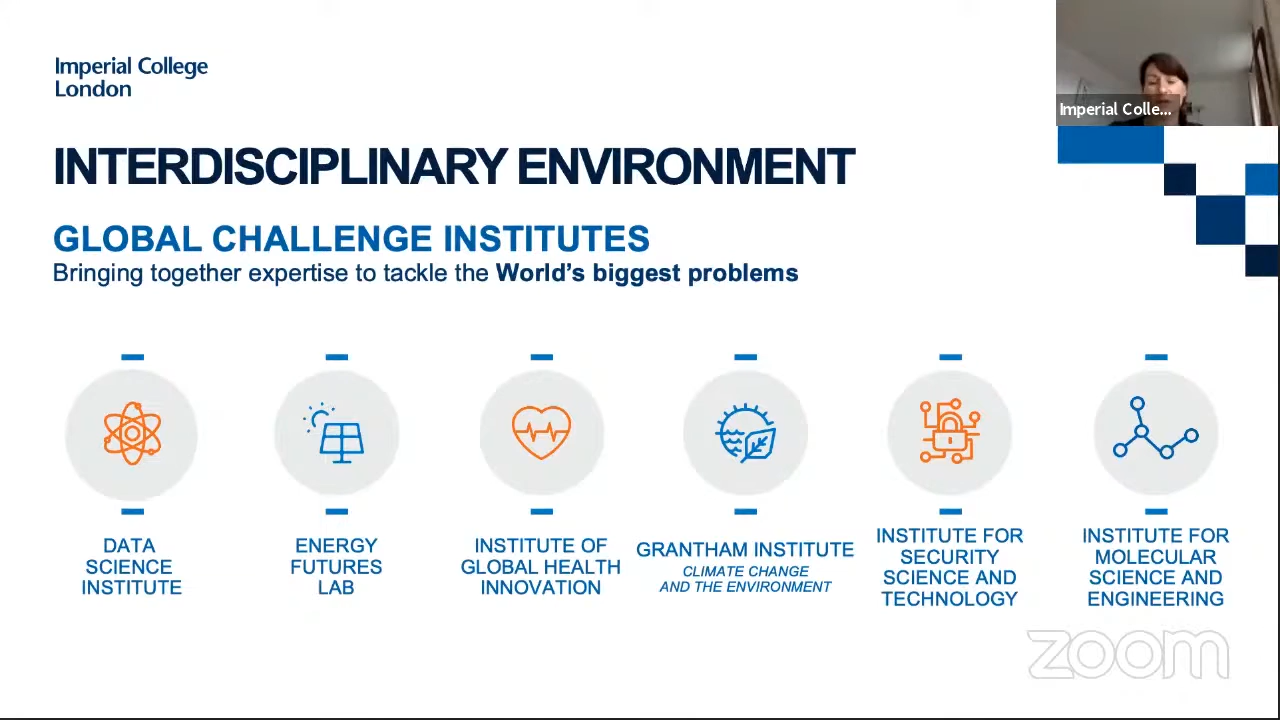 Imperial College
London
Imperial Colle...
INTERDISCIPLINARY ENVIRONMENT
GLOBAL CHALLENGE INSTITUTES
Bringing together expertise to tackle the World's biggest problems
DATA
SCIENCE
INSTITUTE
ENERGY
FUTURES
LAB
INSTITUTE OF
GLOBAL HEALTH
INNOVATION
GRANTHAM INSTITUTE
CLIMATE CHANGE
AND THE ENVIRONMENT
INSTITUTE FOR
SECURITY
SCIENCE AND
TECHNOLOGY
INSTITUTE FOR
MOLECULAR
SCIENCE AND
ENGINEERING
zoom